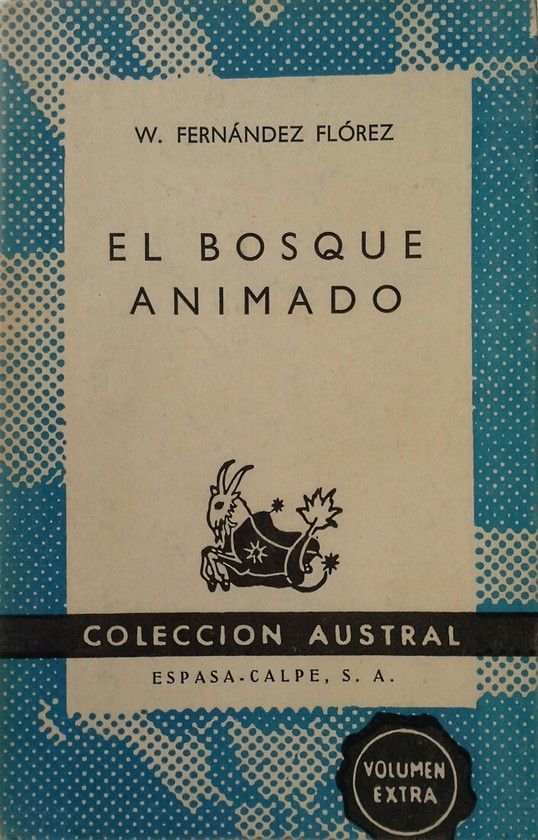 W. FERNÁNDEZ FLÓREZ
EL BOSQUE
ANIMADO
COLECCION AUSTRAL
ESPASA-CALPE, S. A.
VOLUMEN
EXTRA